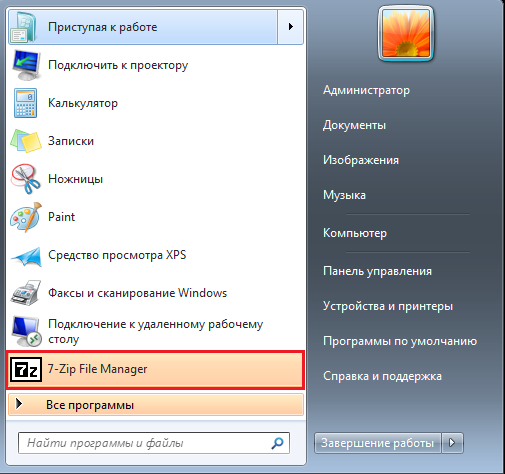 Приступая к работе
Подключить к проектору
Калькулятор
Записки
Ножницы
Paint
Средство просмотра XPS
Факсы и сканирование Windows
Подключение к удаленному рабочему
столу
7z
7-Zip File Manager
Все программы
Найти программы и файлы
Администратор
Документы
Изображения
Музыка
Компьютер
Панель управления
Устройства и принтеры
Программы по умолчанию
Справка и поддержка
Завершение работы